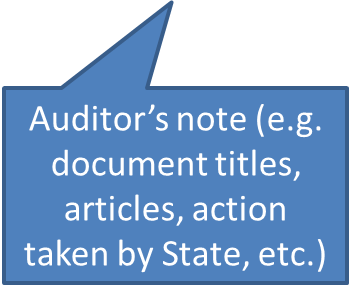 Auditor’s note (e.g.
document titles,
articles, action
taken by State, etc.)